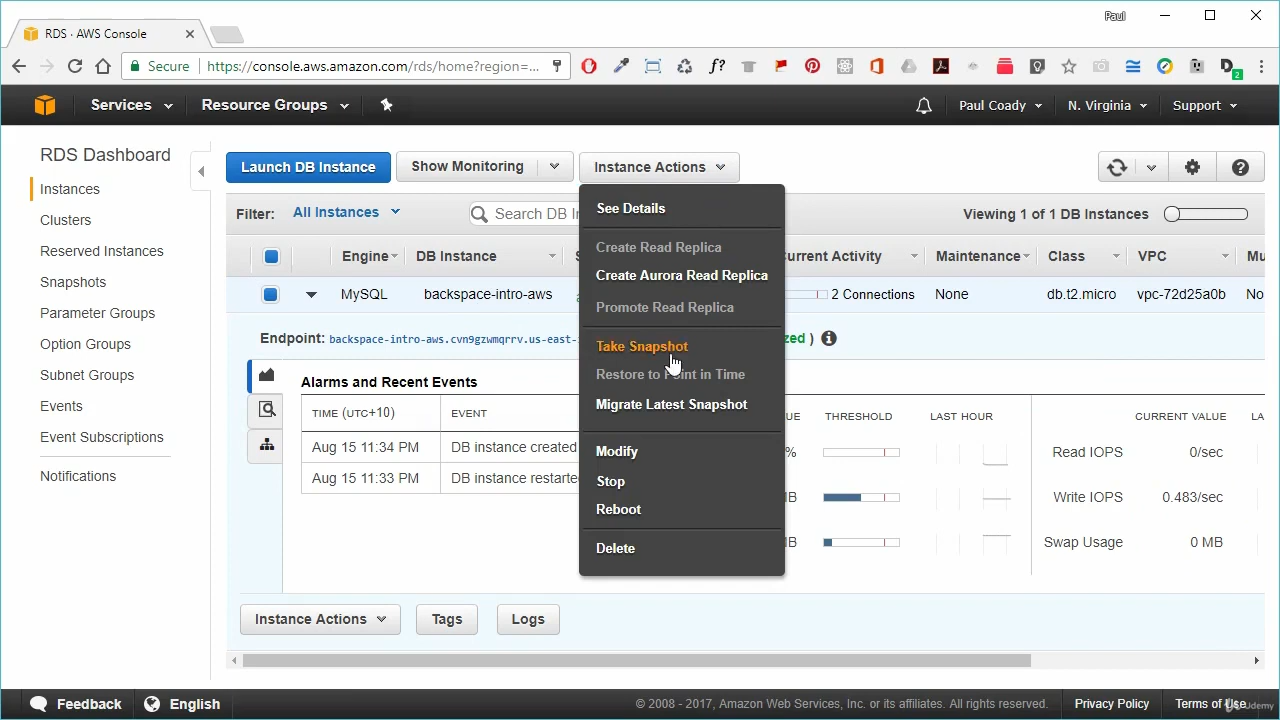 Paul
RDS · AWS Console
Secure https://console.aws.amazon.com/rds/home?region=...
f?
2
Services Resource Groups Paul Coady N. Virginia Support
RDS Dashboard
Instances
Clusters
Reserved Instances
Snapshots
Parameter Groups
Option Groups
Subnet Groups
Events
Event Subscriptions
Notifications
Launch DB Instance Show Monitoring Instance Actions
Filter: All Instances Search DB In Viewing 1 of 1 DB Instances
Engine DB Instance S urrent Activity Maintenance Class VPC Mu
MySQL backspace-intro-aws a 2 Connections None db.t2.micro vpc-72d25a0b No
Endpoint: backspace-intro-aws.cvn9gzwmqrrv.us-east- zed )
See Details
Create Read Replica
Create Aurora Read Replica
Promote Read Replica
Take Snapshot
Restore to Point in Time
Migrate Latest Snapshot
Modify
Stop
Reboot
Delete
Alarms and Recent Events
TIME (UTC+10) EVENT
Aug 15 11:34 PM DB instance created
Aug 15 11:33 PM DB instance restarte
UE THRESHOLD LAST HOUR CURRENT VALUE LA
% Read IOPS 0/sec
MB Write IOPS 0.483/sec
MB Swap Usage 0 MB
Instance Actions Tags Logs
Feedback English © 2008 - 2017, Amazon Web Services, Inc. or its affiliates. All rights reserved. Privacy Policy Terms of Use
Udemy